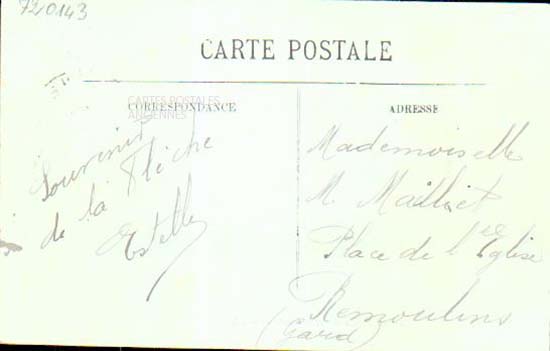 720143
CARTE POSTALE
CARTES POSTALES
ANCIENNES
CORRESPONDANCE
ADRESSE
Souvenir
de la Flèche
Estelle
Mademoiselle
M. Mailliet
Place de l'Eglise
Remoulins
(Gard)